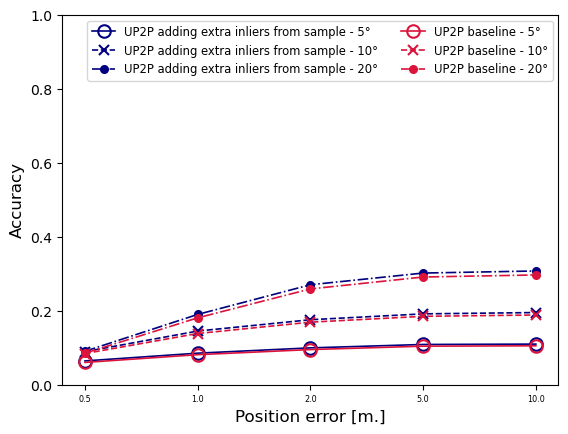 UP2P adding extra inliers from sample - 5°
UP2P adding extra inliers from sample - 10°
UP2P adding extra inliers from sample - 20°
UP2P baseline - 5°
UP2P baseline - 10°
UP2P baseline - 20°
1.0
0.8
0.6
0.4
0.2
0.0
Accuracy
0.5 1.0 2.0 5.0 10.0
Position error [m.]